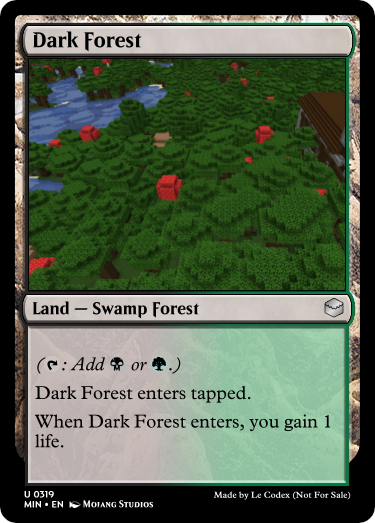 Dark Forest
Land — Swamp Forest
( : Add or .)
Dark Forest enters tapped.
When Dark Forest enters, you gain 1
life.
U 0319
MIN • EN Mojang Studios
Made by Le Codex (Not For Sale)